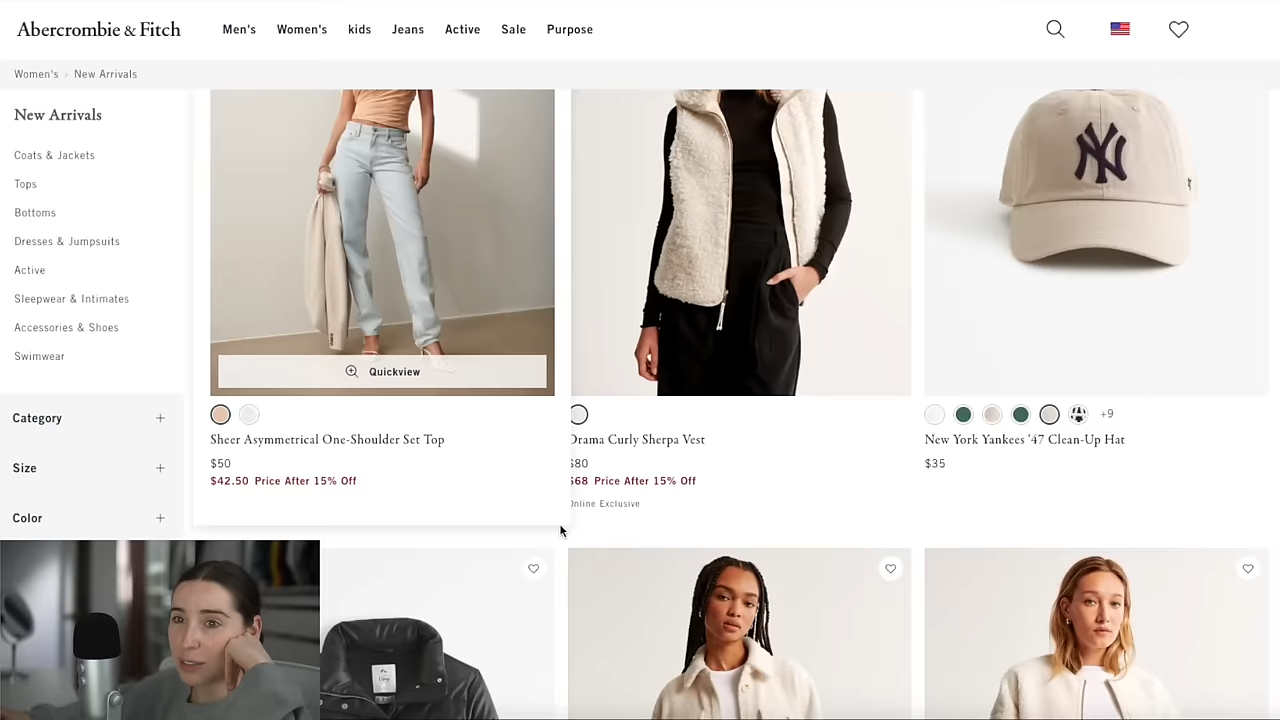 Abercrombie & Fitch
Men's Women's kids Jeans Active Sale Purpose
Women's › New Arrivals
New Arrivals
Coats & Jackets
Tops
Bottoms
Dresses & Jumpsuits
Active
Sleepwear & Intimates
Accessories & Shoes
Swimwear
Category +
Size +
Color +
Quickview
Sheer Asymmetrical One-Shoulder Set Top
$50
$42.50 Price After 15% Off
Drama Curly Sherpa Vest
$80
$68 Price After 15% Off
Online Exclusive
NY
+9
New York Yankees '47 Clean-Up Hat
$35